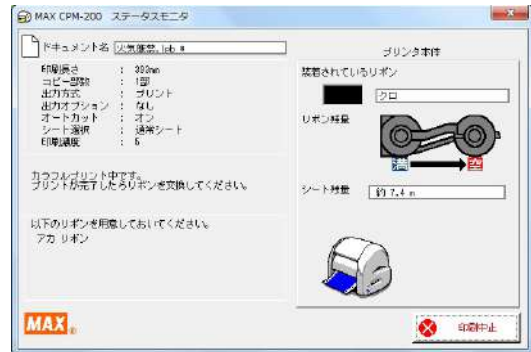 MAX CPM-200 ステータスモニタ
ドキュメント名 火気厳禁.lpb *
プリンタ本体
印刷長さ : 393mm
コピー部数 : 1部
出力方式 : プリント
出力オプション : なし
オートカット : オン
シート選択 : 通常シート
印刷濃度 : 5
装着されているリボン
クロ
リボン残量
満 空
カラフルプリント中です。
プリントが完了したらリボンを交換してください。
シート残量 約 7.4 m
以下のリボンを用意しておいてください。
アカ リボン
MAX
印刷中止